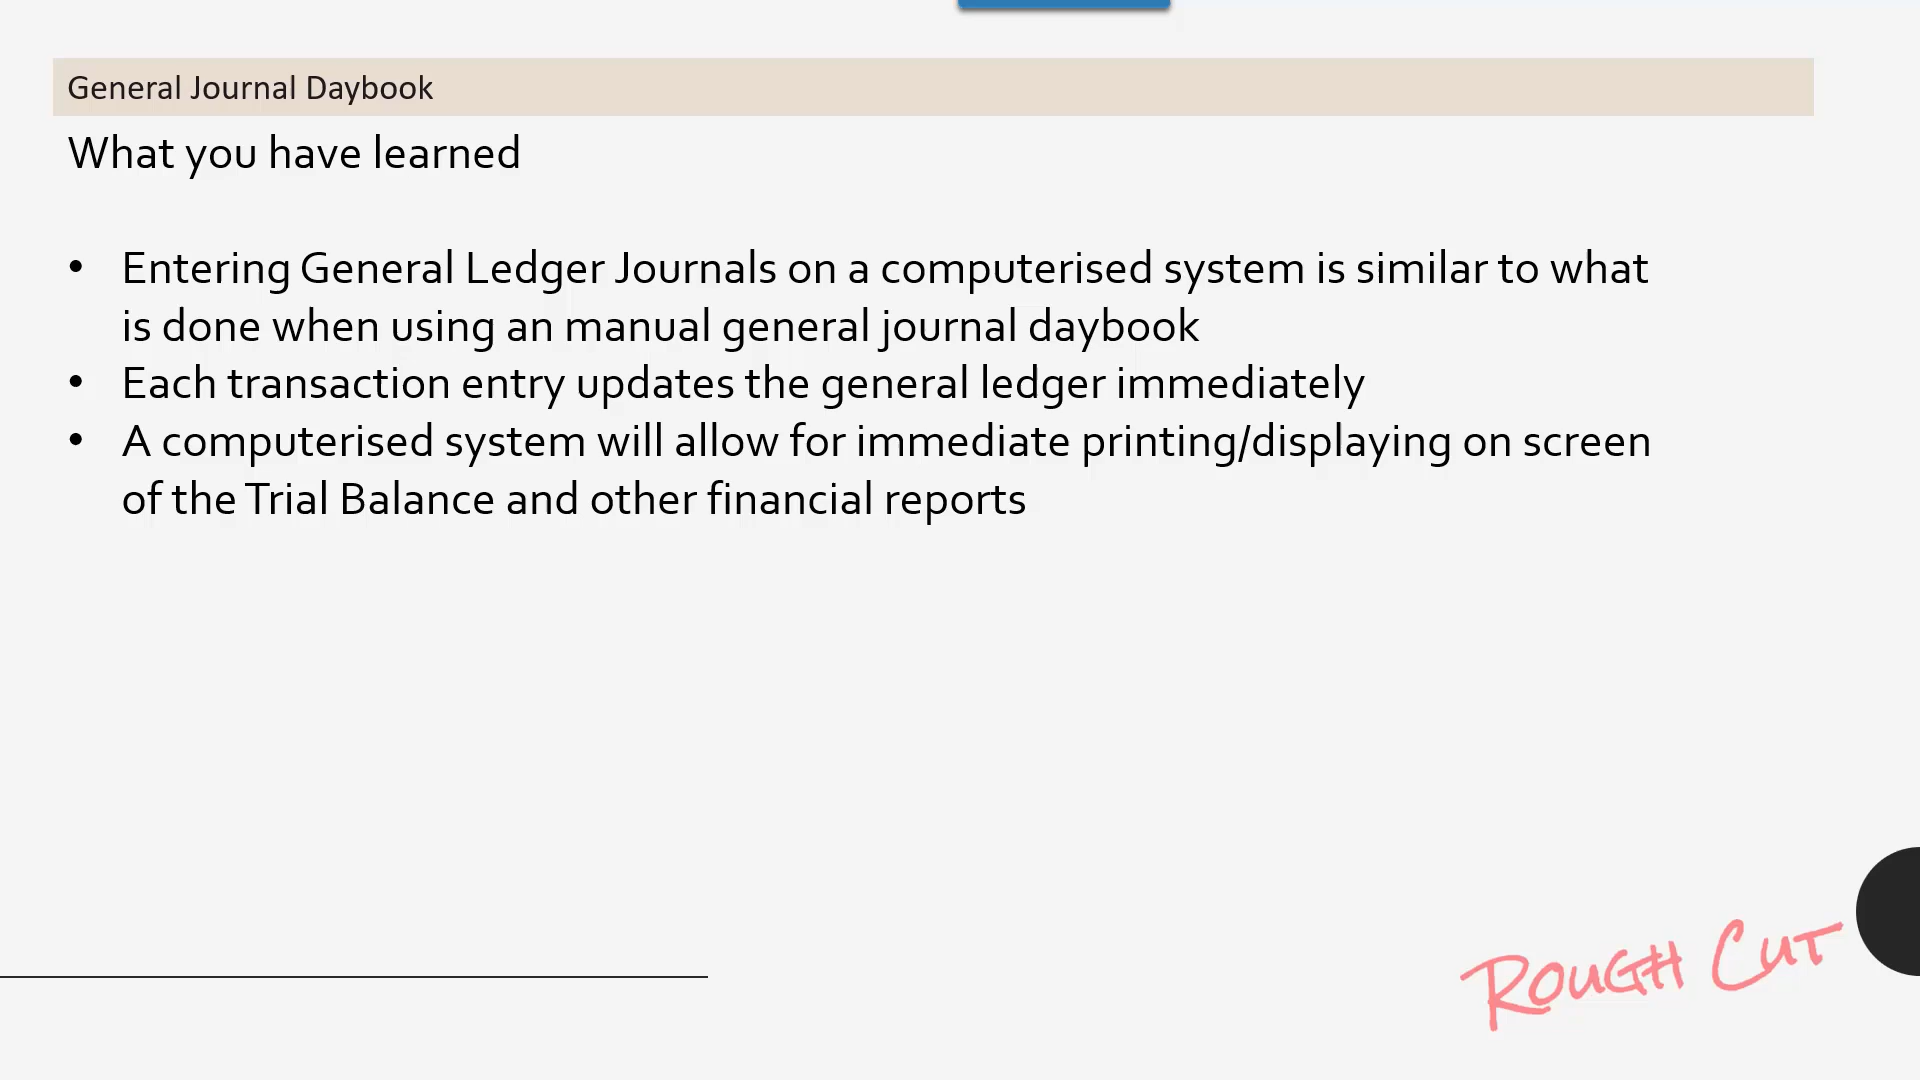 General Journal Daybook
What you have learned
• Entering General Ledger Journals on a computerised system is similar to what
is done when using an manual general journal daybook
• Each transaction entry updates the general ledger immediately
• A computerised system will allow for immediate printing/displaying on screen
of the Trial Balance and other financial reports
ROUGH CUT